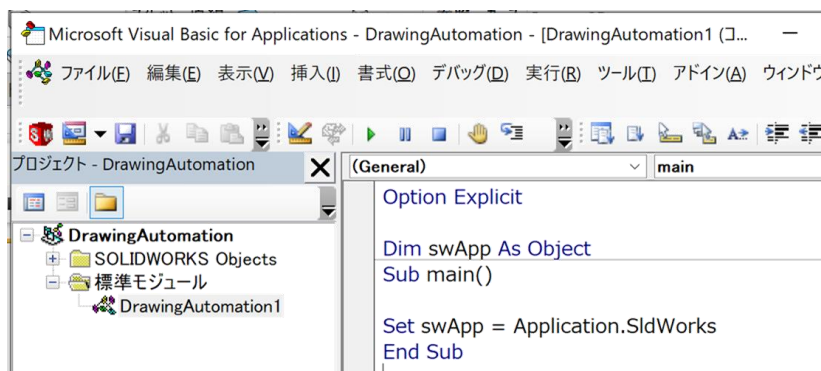 Microsoft Visual Basic for Applications - DrawingAutomation - [DrawingAutomation1 (コ...
ファイル(F) 編集(E) 表示(V) 挿入(I) 書式(O) デバッグ(D) 実行(R) ツール(T) アドイン(A) ウィンドウ
プロジェクト - DrawingAutomation
(General) main
DrawingAutomation
SOLIDWORKS Objects
標準モジュール
DrawingAutomation1
Option Explicit
Dim swApp As Object
Sub main()
Set swApp = Application.SldWorks
End Sub